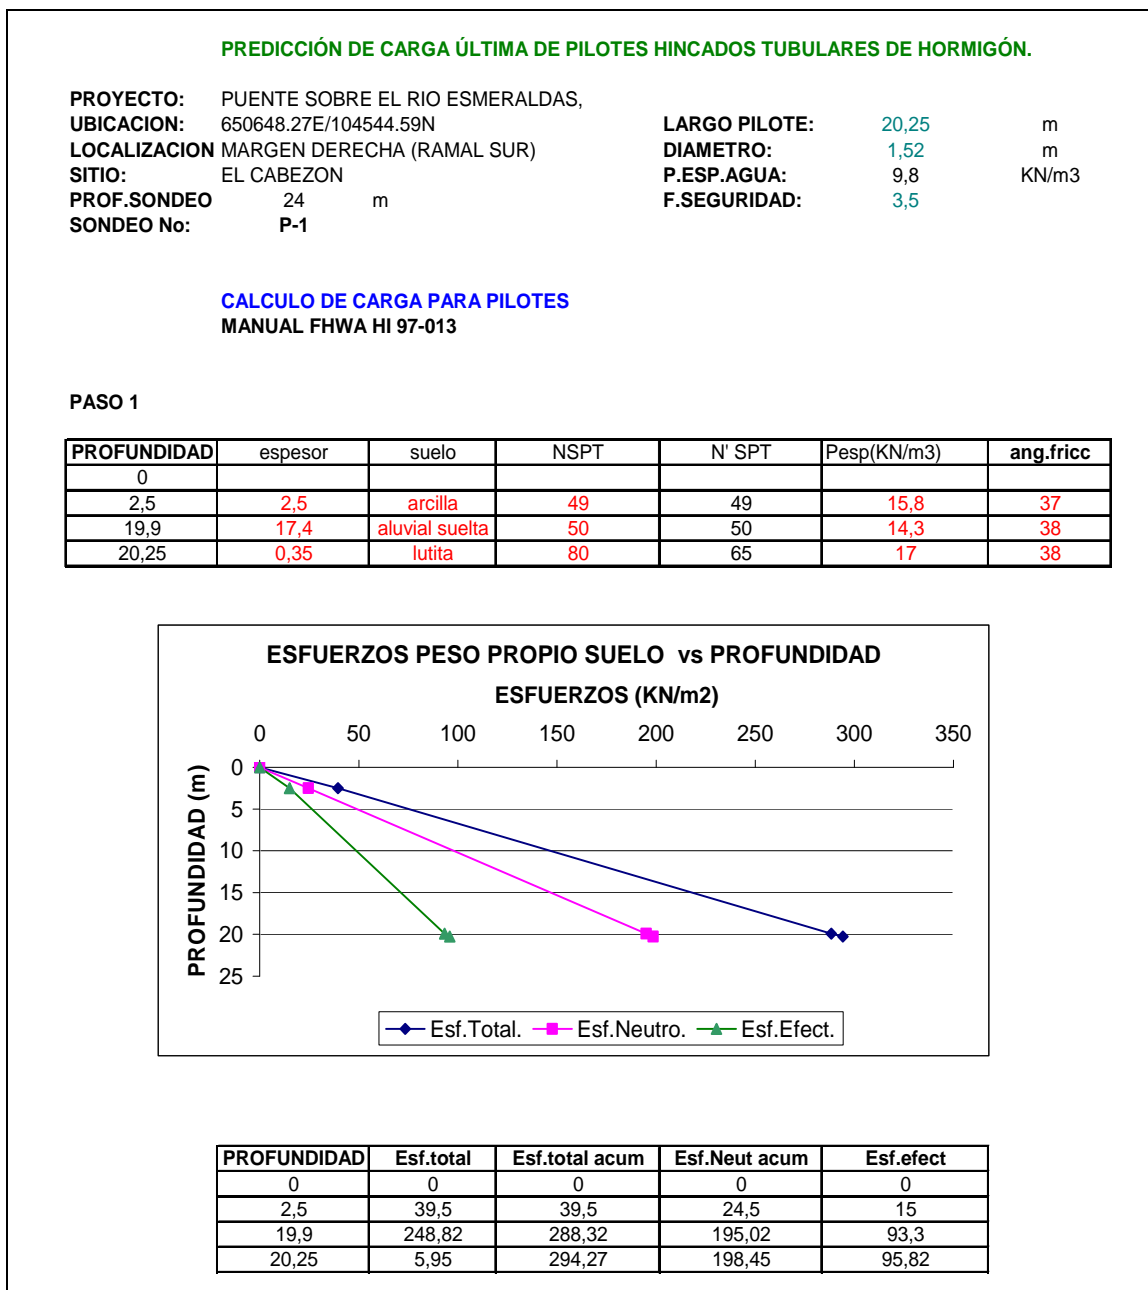 PREDICCIÓN DE CARGA ÚLTIMA DE PILOTES HINCADOS TUBULARES DE HORMIGÓN.
PROYECTO: PUENTE SOBRE EL RIO ESMERALDAS,
UBICACION: 650648.27E/104544.59N LARGO PILOTE: 20,25 m
LOCALIZACION MARGEN DERECHA (RAMAL SUR) DIAMETRO: 1,52 m
SITIO: EL CABEZON P.ESP.AGUA: 9,8 KN/m3
PROF.SONDEO 24 m F.SEGURIDAD: 3,5
SONDEO No: P-1
CALCULO DE CARGA PARA PILOTES
MANUAL FHWA HI 97-013
PASO 1
PROFUNDIDAD espesor suelo NSPT N' SPT Pesp(KN/m3) ang.fricc
0
2,5 2,5 arcilla 49 49 15,8 37
19,9 17,4 aluvial suelta 50 50 14,3 38
20,25 0,35 lutita 80 65 17 38
ESFUERZOS PESO PROPIO SUELO vs PROFUNDIDAD
ESFUERZOS (KN/m2)
0 50 100 150 200 250 300 350
PROFUNDIDAD (m)
0
5
10
15
20
25
Esf.Total. Esf.Neutro. Esf.Efect.
PROFUNDIDAD Esf.total Esf.total acum Esf.Neut acum Esf.efect
0 0 0 0 0
2,5 39,5 39,5 24,5 15
19,9 248,82 288,32 195,02 93,3
20,25 5,95 294,27 198,45 95,82